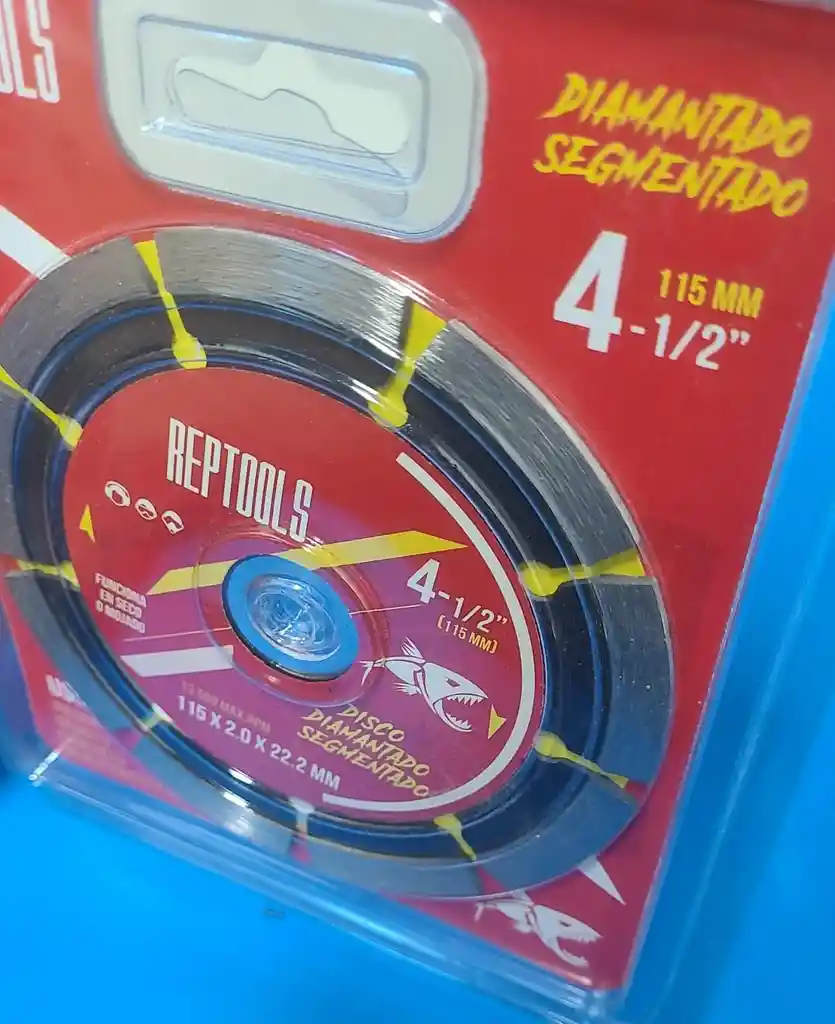 DIAMANTADO
SEGMENTADO
4-1/2"
115 MM
REPTOOLS
FUNCIONA
EN SECO
O MOJADO
4-1/2"
(115 MM)
115 X 2.0 X 22.2 MM
DISCO
DIAMANTADO
SEGMENTADO